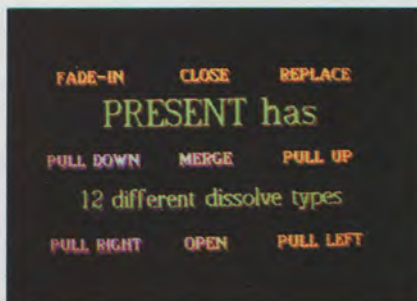 FADE-IN CLOSE REPLACE
PRESENT has
PULL DOWN MERGE PULL UP
12 different dissolve types
PULL RIGHT OPEN PULL LEFT